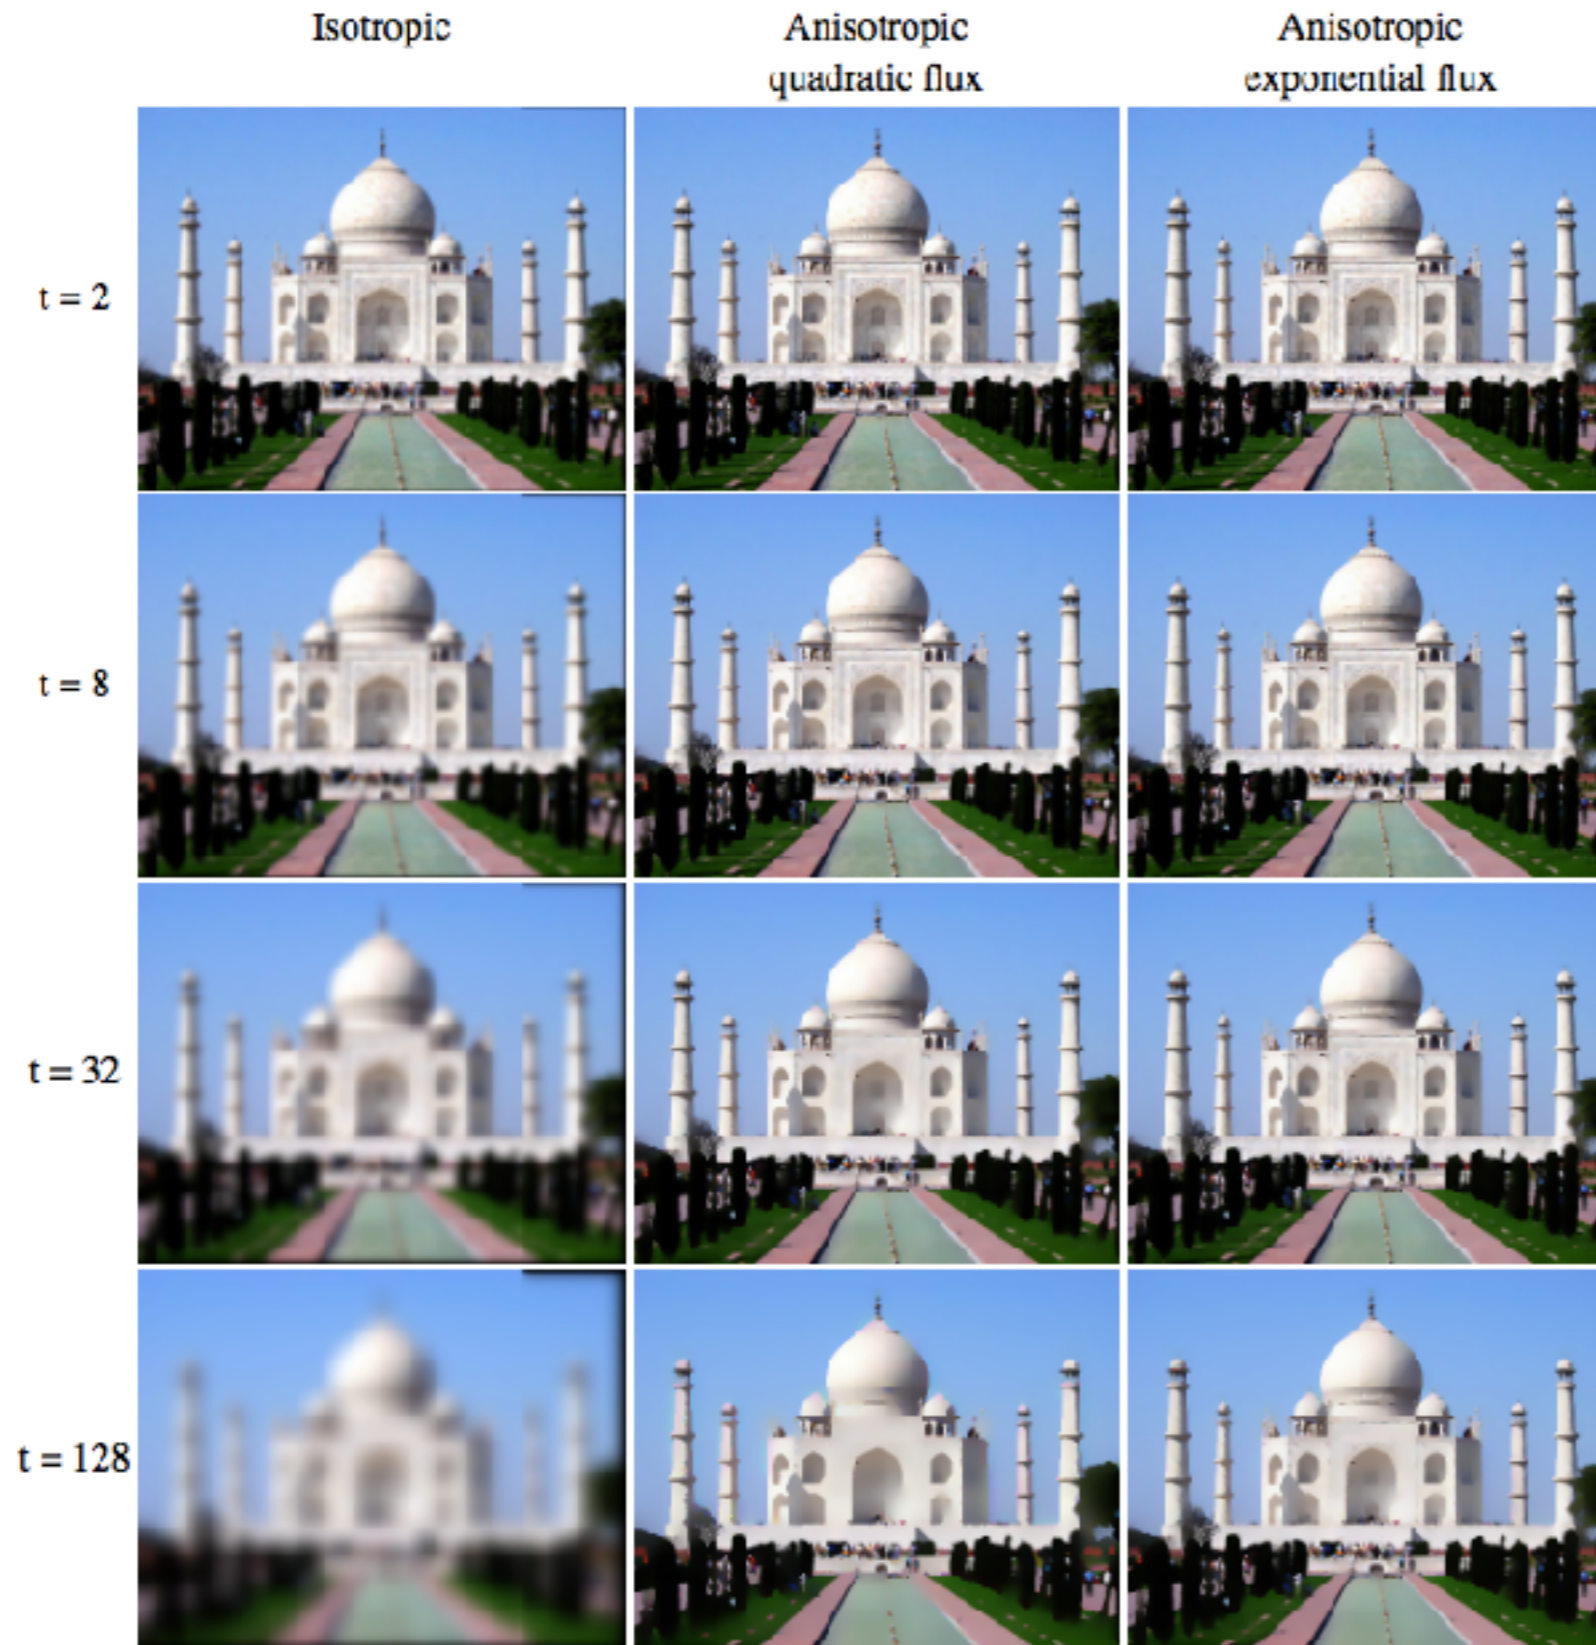 Isotropic
Anisotropic
quadratic flux
Anisotropic
exponential flux
t = 2
t = 8
t = 32
t = 128